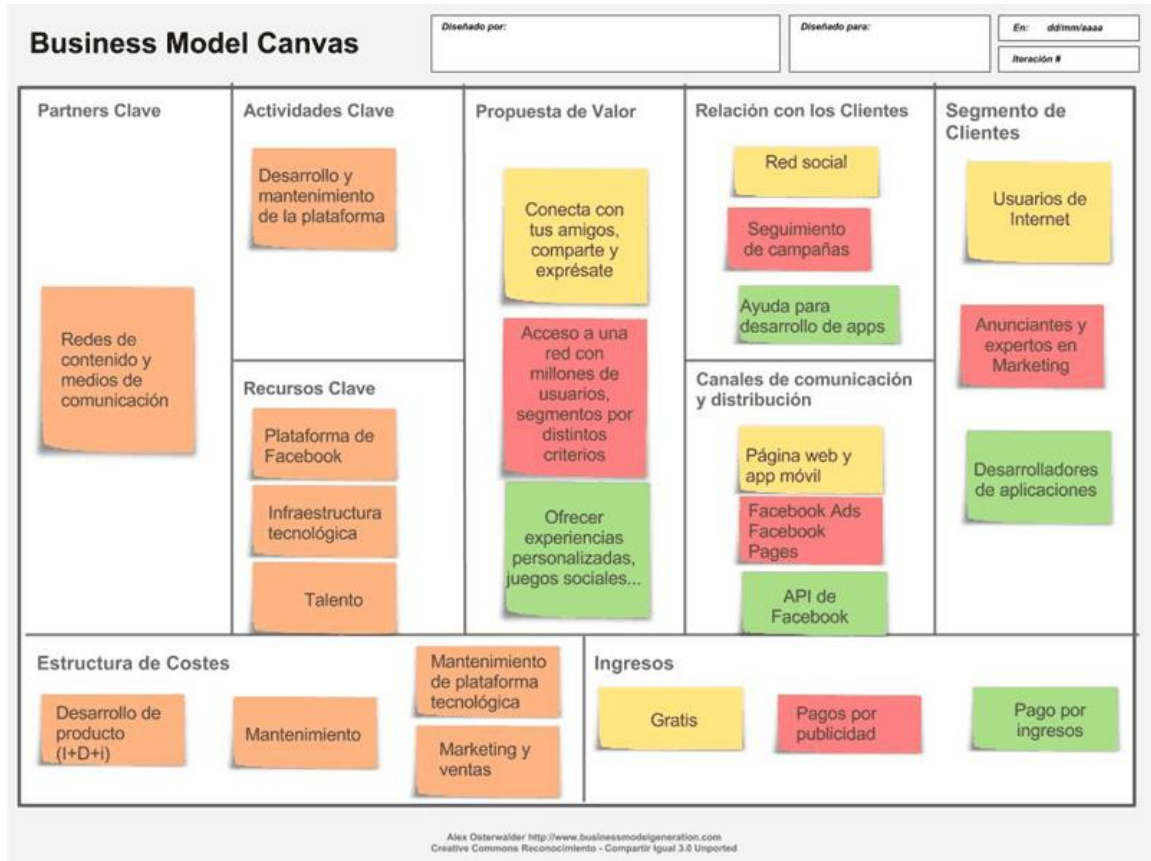 Business Model Canvas
Diseñado por:
Diseñado para:
En: dd/mm/aaaa
Iteración #
Partners Clave
Redes de
contenido y
medios de
comunicación
Actividades Clave
Desarrollo y
mantenimiento
de la plataforma
Recursos Clave
Plataforma de
Facebook
Infraestructura
tecnológica
Talento
Propuesta de Valor
Conecta con
tus amigos,
comparte y
exprésate
Acceso a una
red con
millones de
usuarios,
segmentos por
distintos
criterios
Ofrecer
experiencias
personalizadas,
juegos sociales...
Relación con los Clientes
Red social
Seguimiento
de campañas
Ayuda para
desarrollo de apps
Canales de comunicación
y distribución
Página web y
app móvil
Facebook Ads
Facebook
Pages
API de
Facebook
Segmento de
Clientes
Usuarios de
Internet
Anunciantes y
expertos en
Marketing
Desarrolladores
de aplicaciones
Estructura de Costes
Desarrollo de
producto
(I+D+i)
Mantenimiento
Mantenimiento
de plataforma
tecnológica
Marketing y
ventas
Ingresos
Gratis
Pagos por
publicidad
Pago por
ingresos
Alex Osterwalder http://www.businessmodelgeneration.com
Creative Commons Reconocimiento - Compartir Igual 3.0 Unported